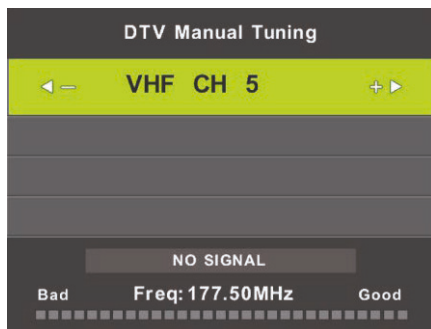 DTV Manual Tuning
VHF CH 5
NO SIGNAL
Bad Freq:177.50MHz Good